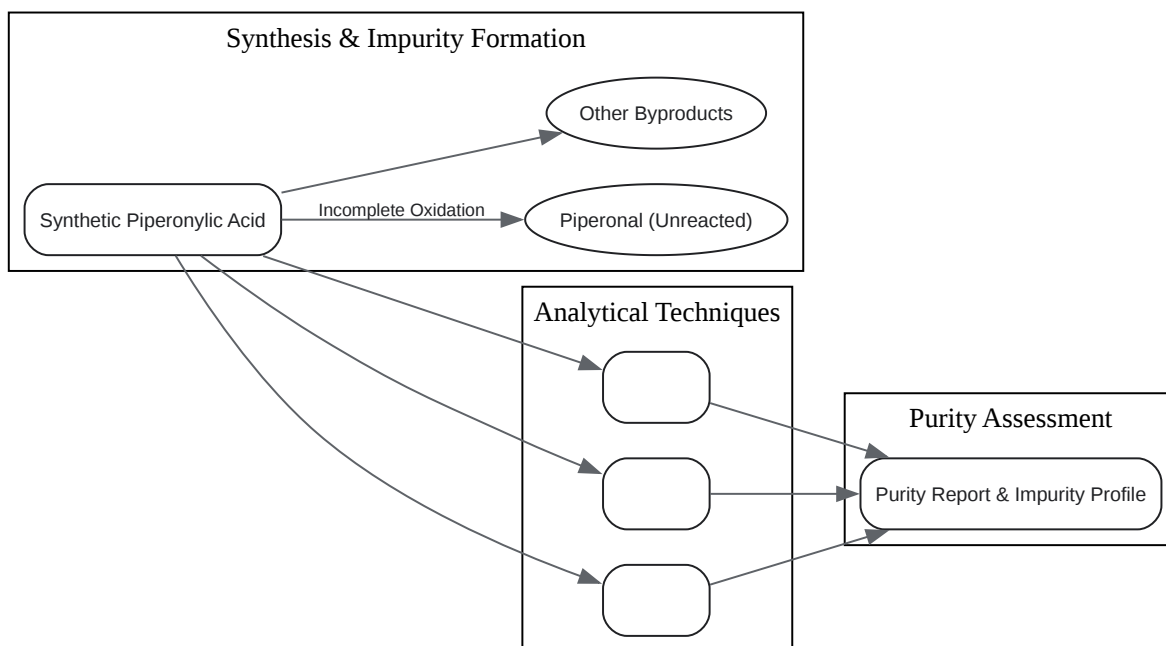 Synthesis & Impurity Formation
Other Byproducts
Synthetic Piperonylic Acid
Incomplete Oxidation
Piperonal (Unreacted)
Analytical Techniques
Purity Assessment
Purity Report & Impurity Profile